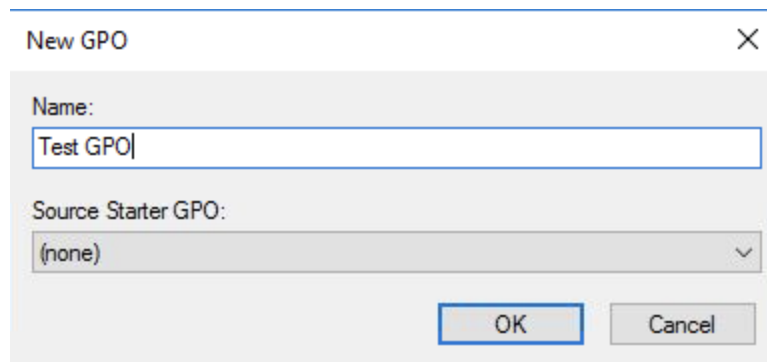 New GPO
Name:
Test GPO
Source Starter GPO:
(none)
OK Cancel